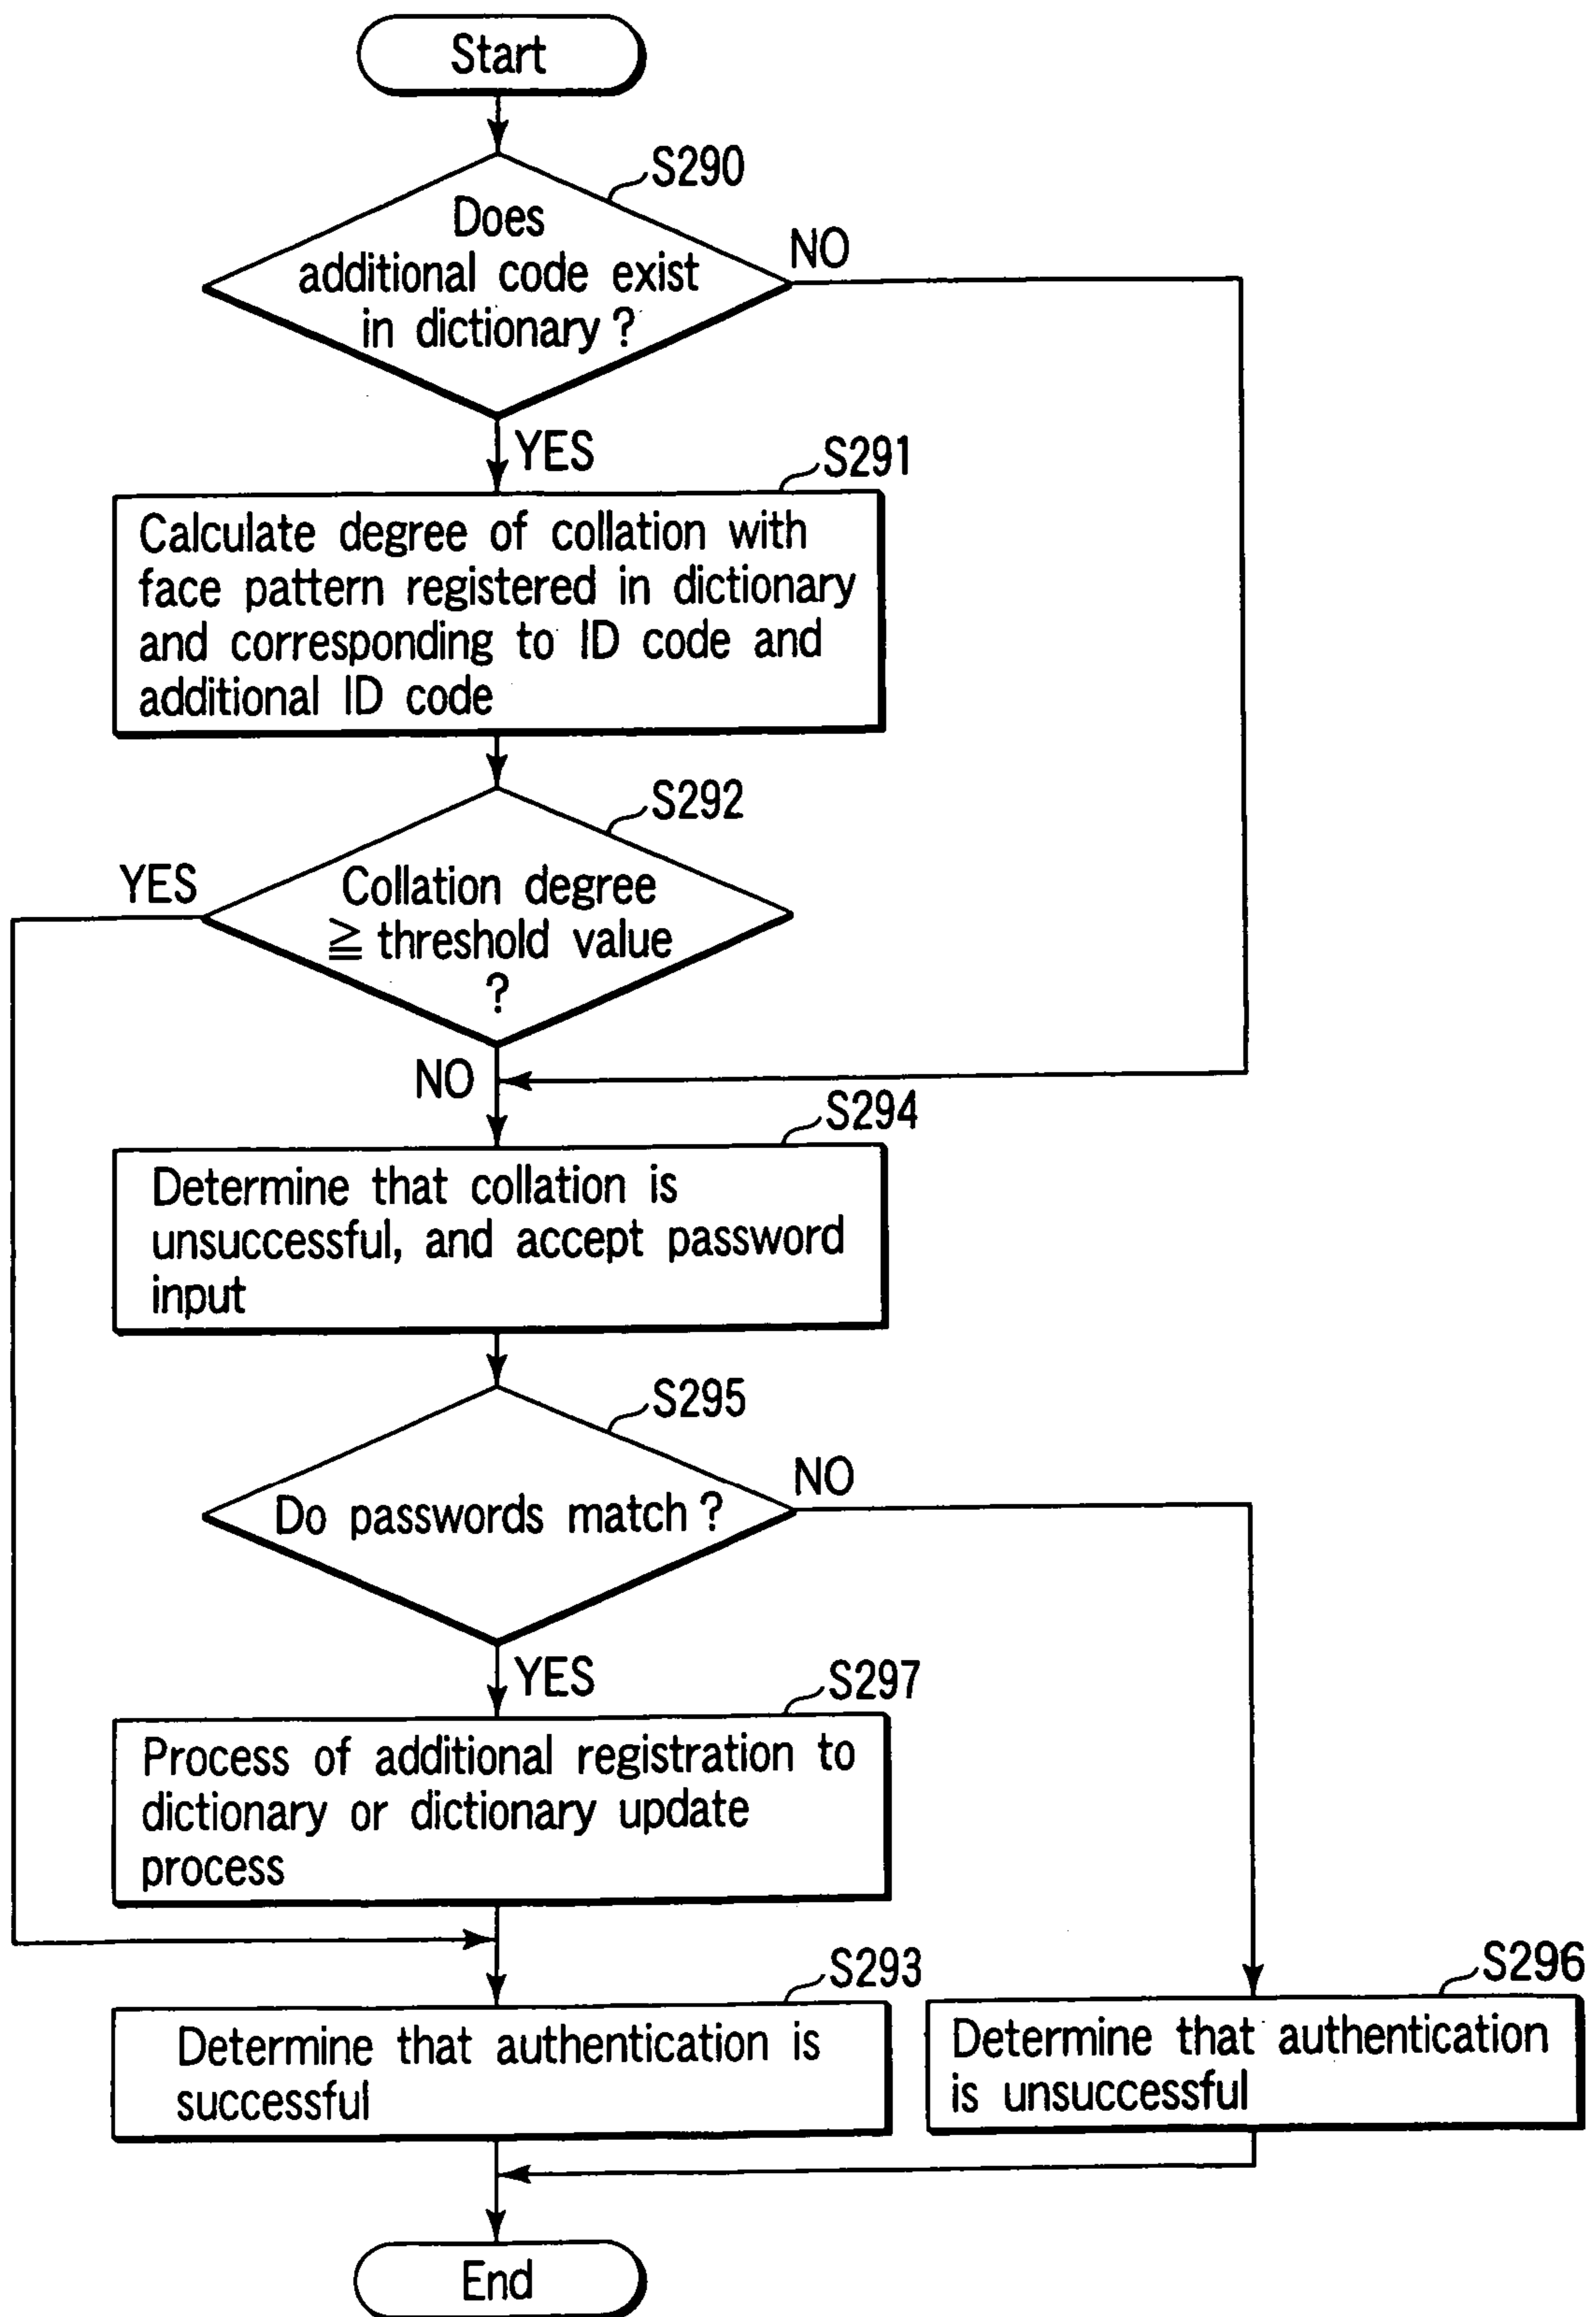 Start
S290
Does
additional code exist
in dictionary ?
NO
YES
S291
Calculate degree of collation with
face pattern registered in dictionary
and corresponding to ID code and
additional ID code
S292
YES
Collation degree
≧ threshold value
?
NO
S294
Determine that collation is
unsuccessful, and accept password
input
S295
NO
Do passwords match ?
YES
S297
Process of additional registration to
dictionary or dictionary update
process
S293
Determine that authentication is
successful
S296
Determine that authentication
is unsuccessful
End